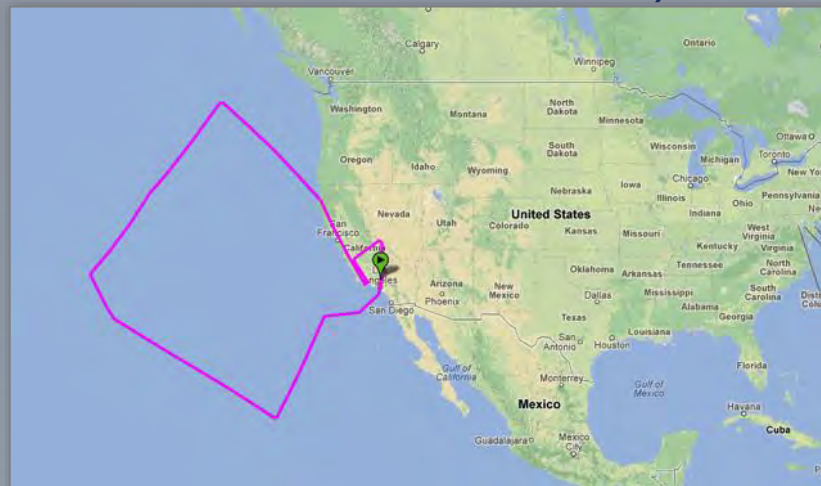 Calgary
Ontario
Vancouver
Winnipeg
Washington
Montana
North
Dakota
Minnesota
Ottawa
South
Dakota
Wisconsin
Michigan
Toronto
Oregon
Idaho
Wyoming
Chicago
New Yo
Nebraska
Iowa
Illinois
Indiana
Ohio
Pennsylvania
Nevada
Utah
Colorado
United States
San
Francisco
California
Kansas
Missouri
West
Virginia
Kentucky
Virginia
Los
Angeles
Arizona
Phoenix
New
Mexico
Oklahoma
Arkansas
Tennessee
North
Carolina
San Diego
Dallas
Mississippi
Alabama
South
Carolina
Georgia
Texas
San
Antonio
Houston
Louisiana
Gulf of
California
Monterrey
Gulf of
Mexico
Florida
Mexico
Havana
Cuba
Guadalajara
Mexico
City